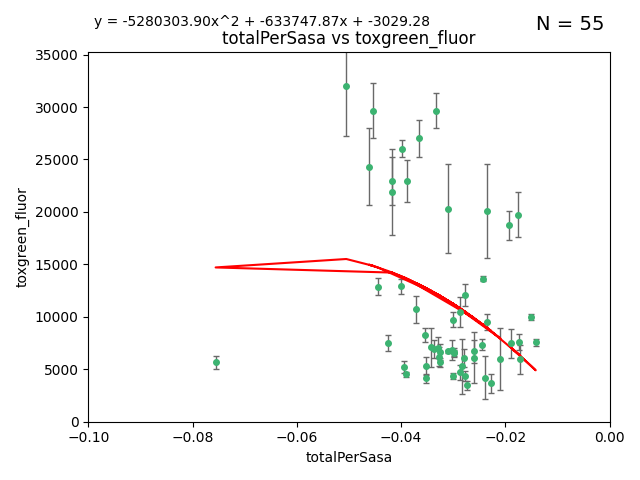 y = -5280303.90x^2 + -633747.87x + -3029.28
N = 55
totalPerSasa vs toxgreen_fluor
35000
30000
25000
20000
15000
10000
5000
0
toxgreen_fluor
−0.10 −0.08 −0.06 −0.04 −0.02 0.00
totalPerSasa